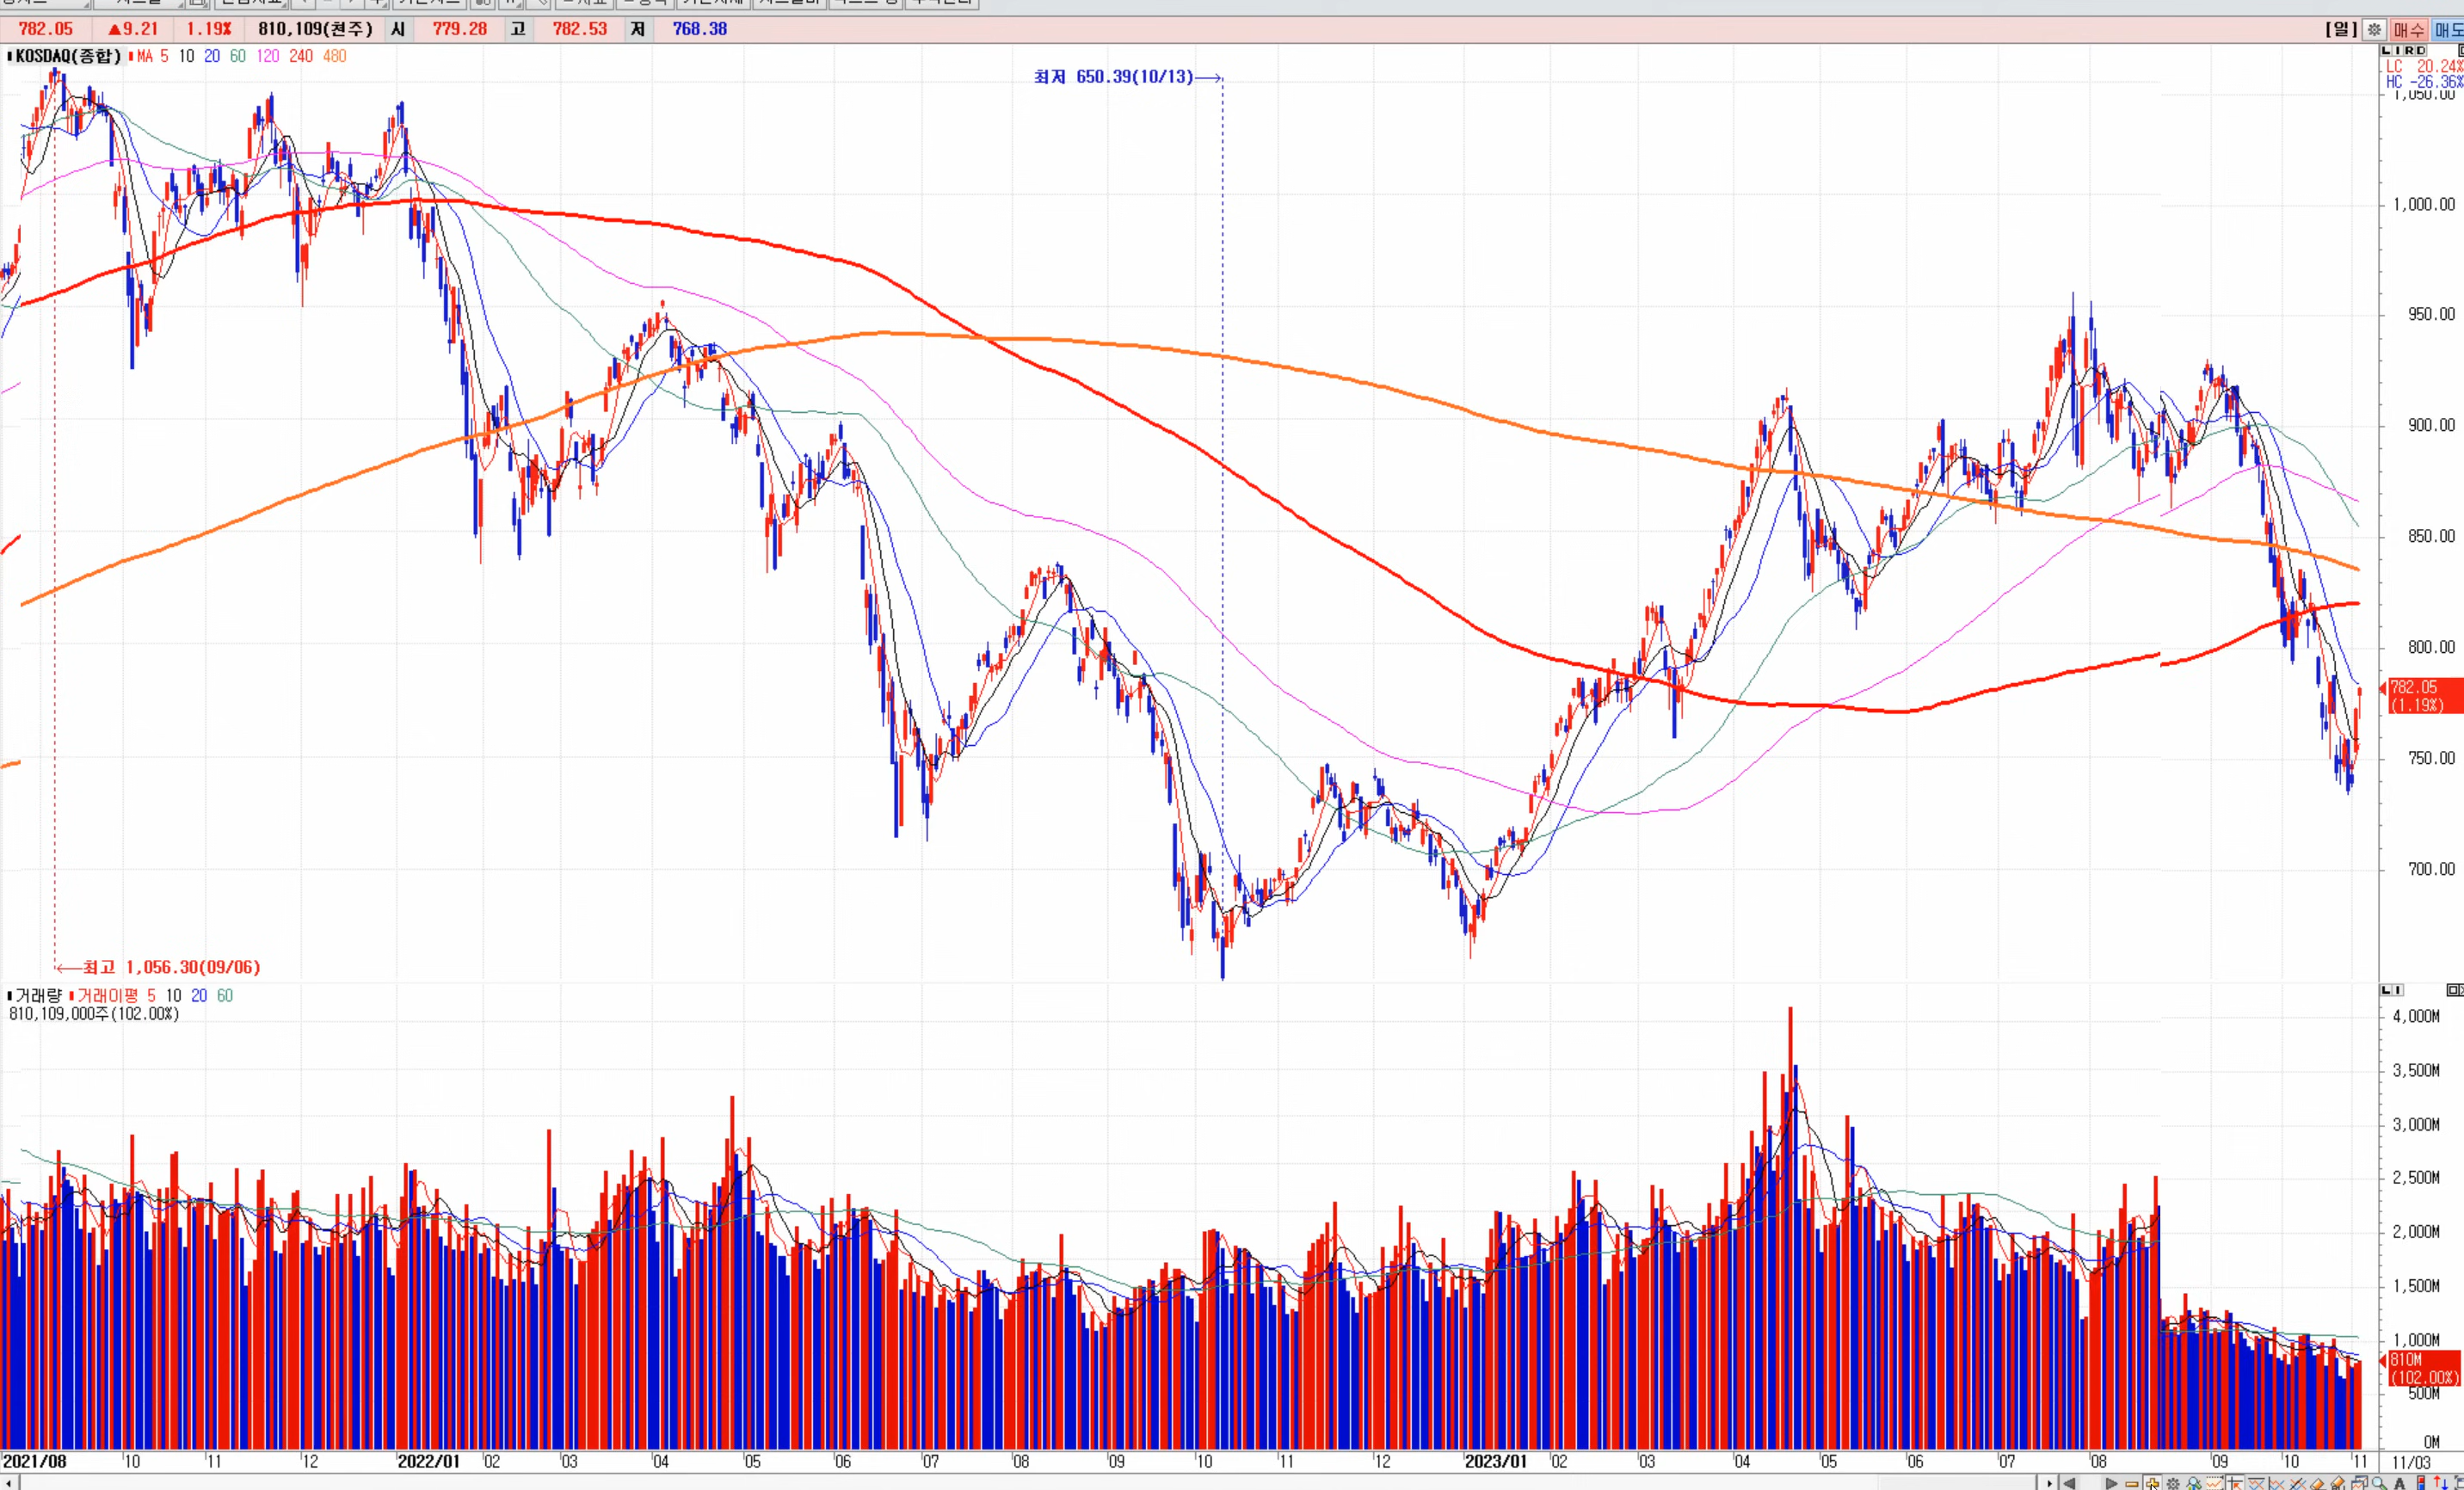 782.05 ▲9.21 1.19% 810,109(천주) 시 779.28 고 782.53 저 768.38 [일] 매수 매도
KOSDAQ(종합) MA 5 10 20 60 120 240 480
L I R D
LC 20.24%
HC -26.36%
최저 650.39(10/13)
1,050.00
1,000.00
950.00
900.00
850.00
800.00
782.05
(1.19%)
750.00
700.00
최고 1,056.30(09/06)
거래량 거래이평 5 10 20 60
810,109,000주(102.00%)
L I
4,000M
3,500M
3,000M
2,500M
2,000M
1,500M
1,000M
810M
(102.00%)
500M
0M
2021/08 10 11 12 2022/01 02 03 04 05 06 07 08 09 10 11 12 2023/01 02 03 04 05 06 07 08 09 10 11 11/03